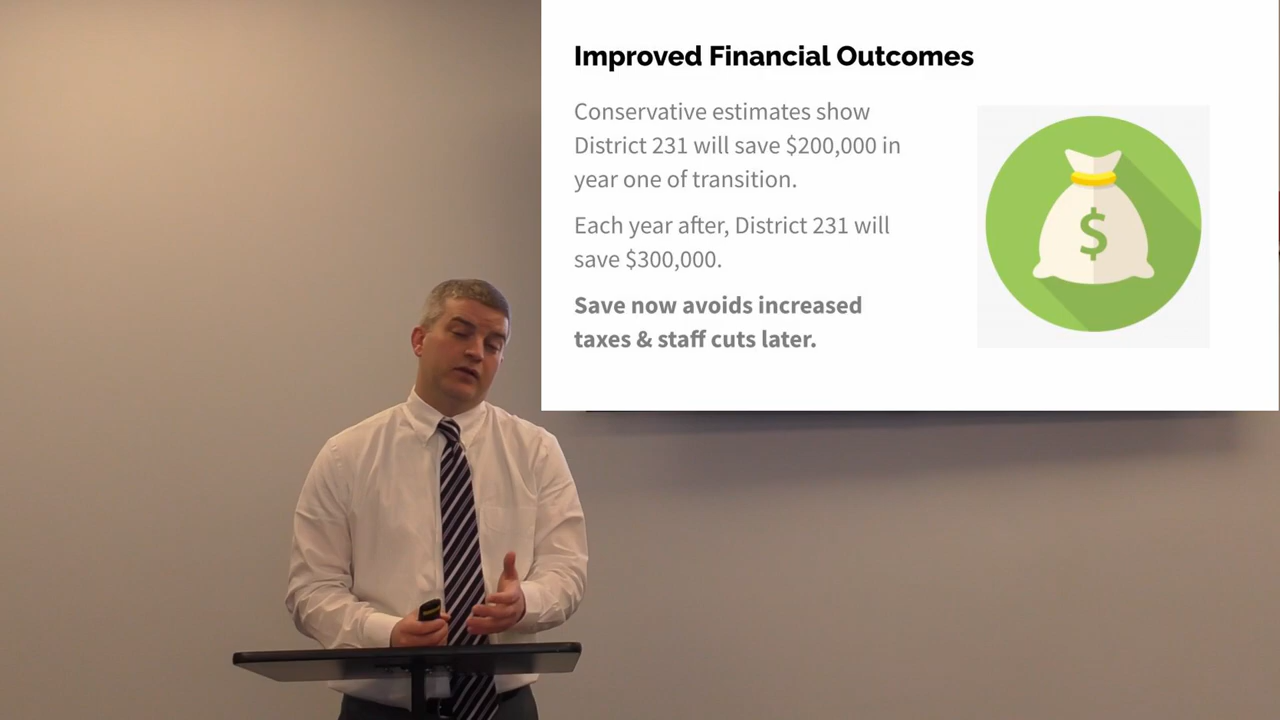 Improved Financial Outcomes
Conservative estimates show
District 231 will save $200,000 in
year one of transition.
Each year after, District 231 will
save $300,000.
Save now avoids increased
taxes & staff cuts later.
$